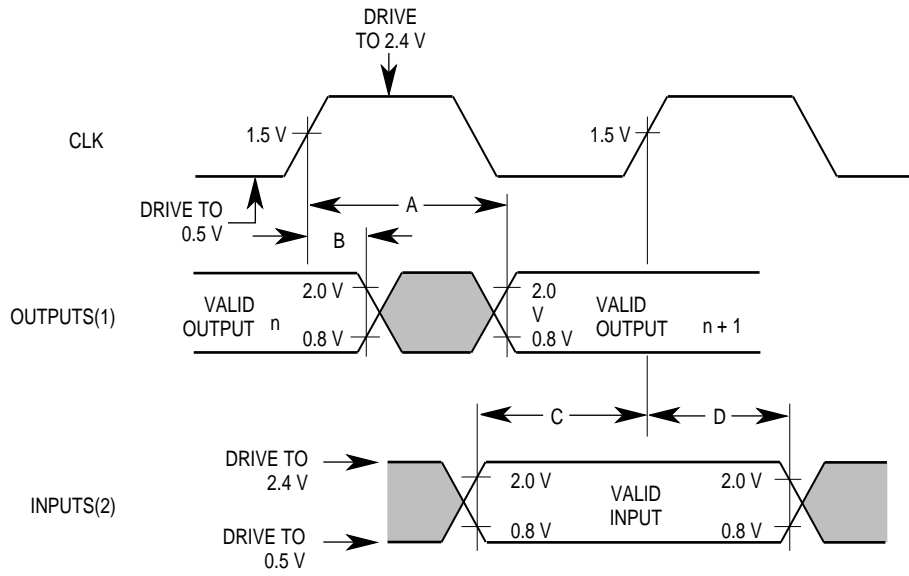 DRIVE
TO 2.4 V
CLK
1.5 V
1.5 V
DRIVE TO
0.5 V
A
B
OUTPUTS(1)
VALID
OUTPUT n
2.0 V
0.8 V
2.0
V
0.8 V
VALID
OUTPUT n + 1
C
D
INPUTS(2)
DRIVE TO
2.4 V
DRIVE TO
0.5 V
2.0 V
0.8 V
VALID
INPUT
2.0 V
0.8 V